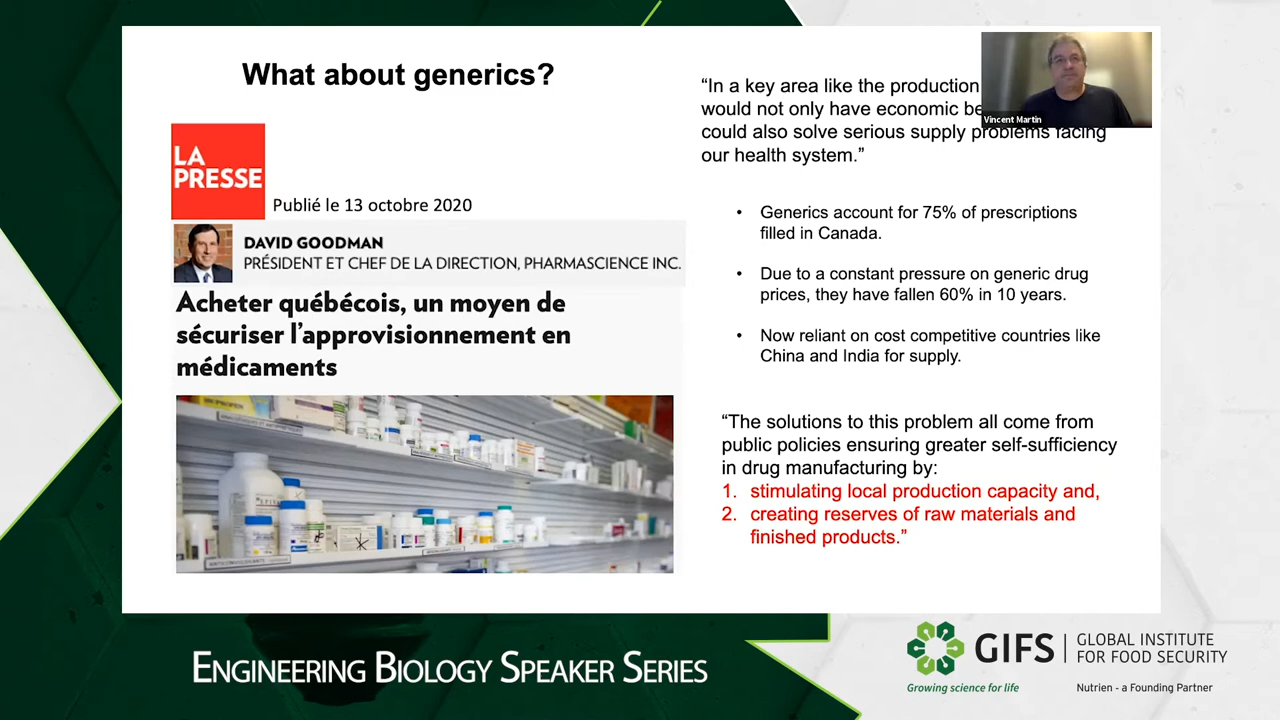 What about generics?
LA
PRESSE
Publié le 13 octobre 2020
DAVID GOODMAN
PRÉSIDENT ET CHEF DE LA DIRECTION, PHARMASCIENCE INC.
Acheter québécois, un moyen de
sécuriser l’approvisionnement en
médicaments
“In a key area like the production
would not only have economic be
could also solve serious supply problems facing
our health system.”
Vincent Martin
• Generics account for 75% of prescriptions
filled in Canada.
• Due to a constant pressure on generic drug
prices, they have fallen 60% in 10 years.
• Now reliant on cost competitive countries like
China and India for supply.
“The solutions to this problem all come from
public policies ensuring greater self-sufficiency
in drug manufacturing by:
1. stimulating local production capacity and,
2. creating reserves of raw materials and
finished products.”
ENGINEERING BIOLOGY SPEAKER SERIES
GIFS
GLOBAL INSTITUTE
FOR FOOD SECURITY
Growing science for life
Nutrien - a Founding Partner